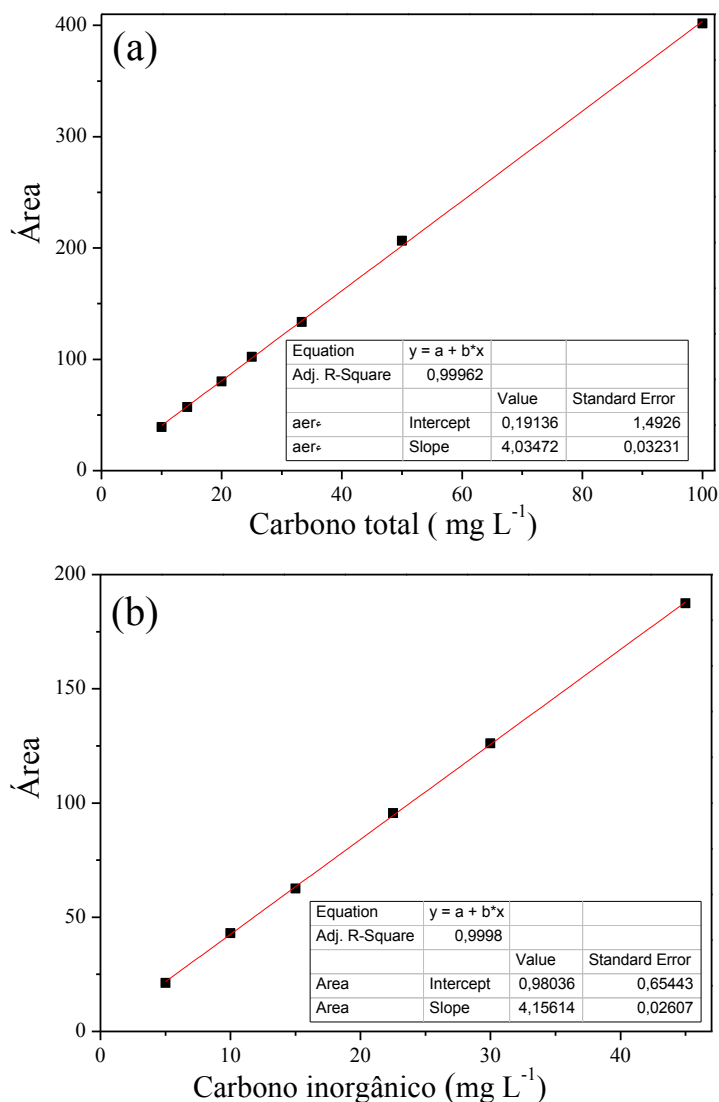 (a)
400
300
200
100
0
Área
Equation y = a + b*x
Adj. R-Square 0,99962
Value Standard Error
Intercept 0,19136 1,4926
Slope 4,03472 0,03231
0 20 40 60 80 100
Carbono total ( mg L⁻¹)
(b)
200
150
100
50
0
Área
Equation y = a + b*x
Adj. R-Square 0,9998
Value Standard Error
Area Intercept 0,98036 0,65443
Area Slope 4,15614 0,02607
0 10 20 30 40
Carbono inorgânico (mg L⁻¹)